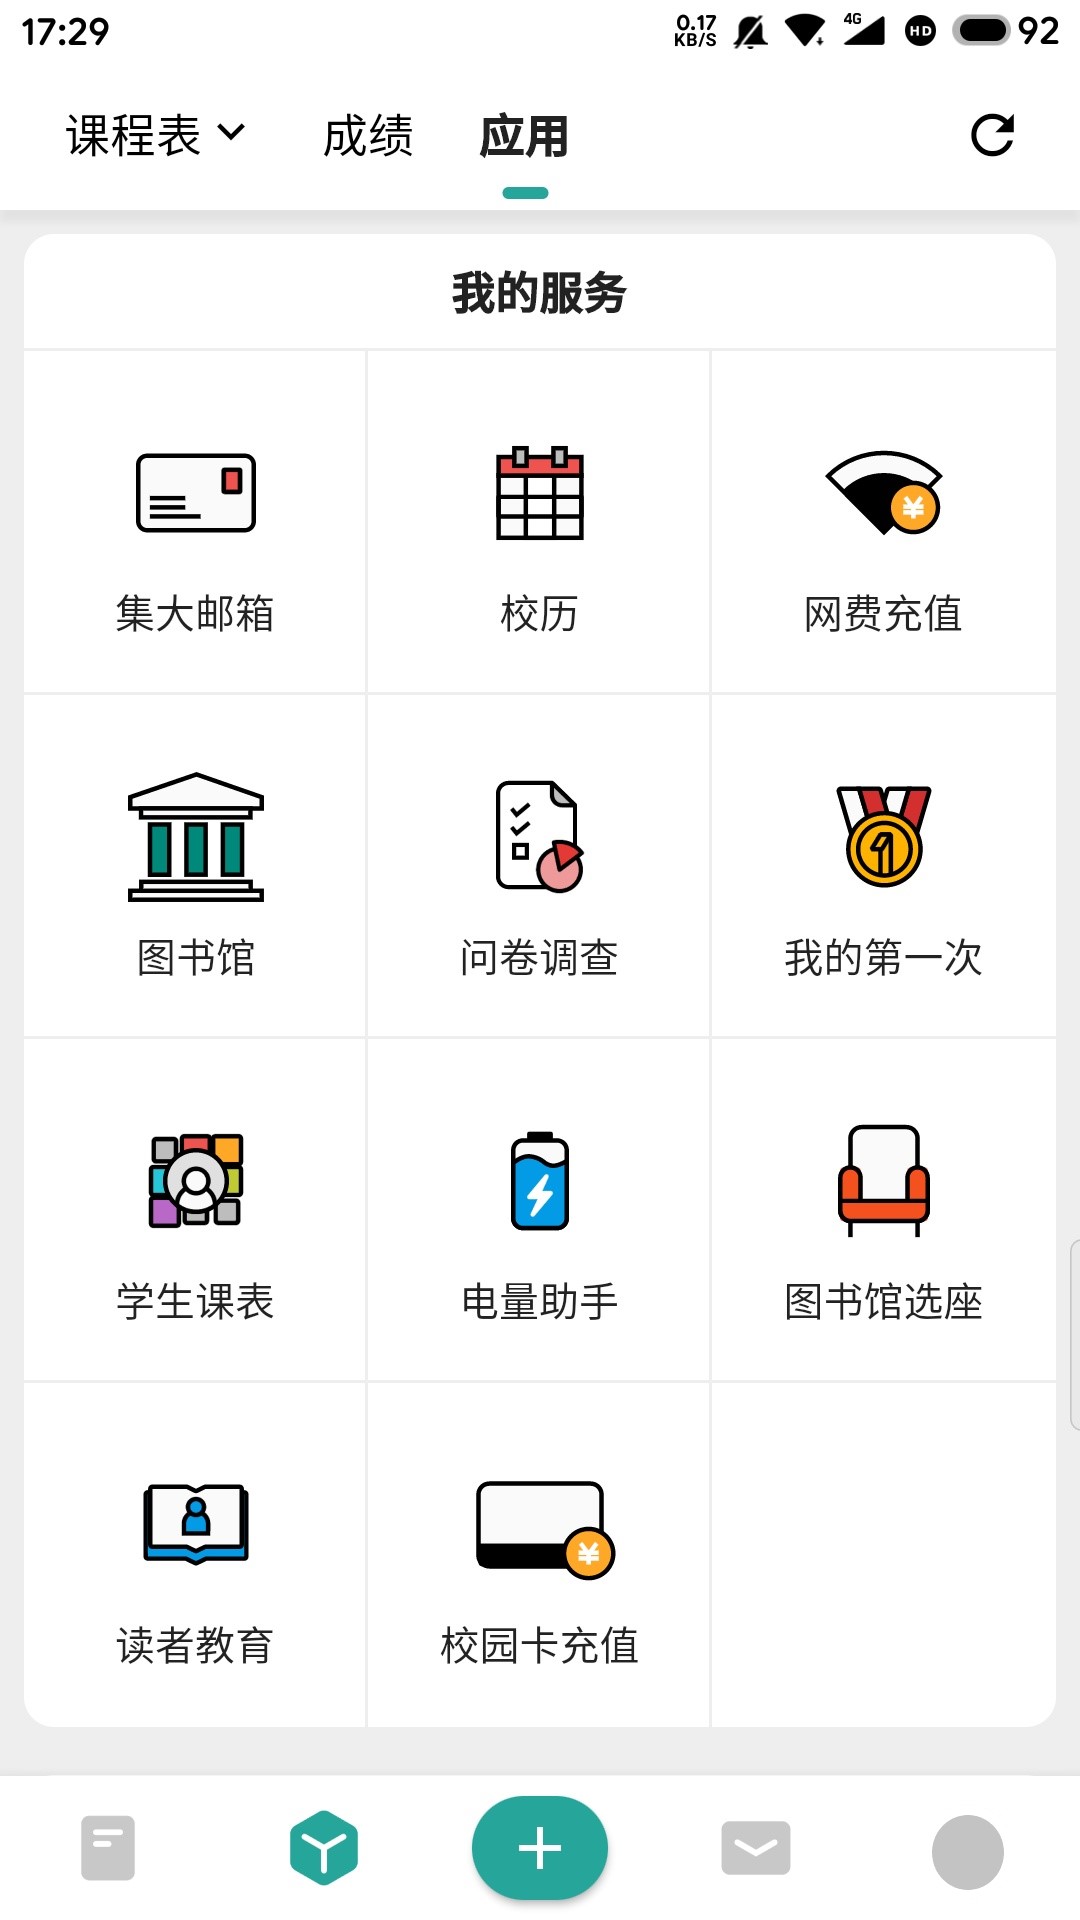 17:29
0.17
KB/S
4G
HD
92
课程表
成绩
应用
我的服务
集大邮箱
校历
网费充值
图书馆
问卷调查
我的第一次
学生课表
电量助手
图书馆选座
读者教育
校园卡充值